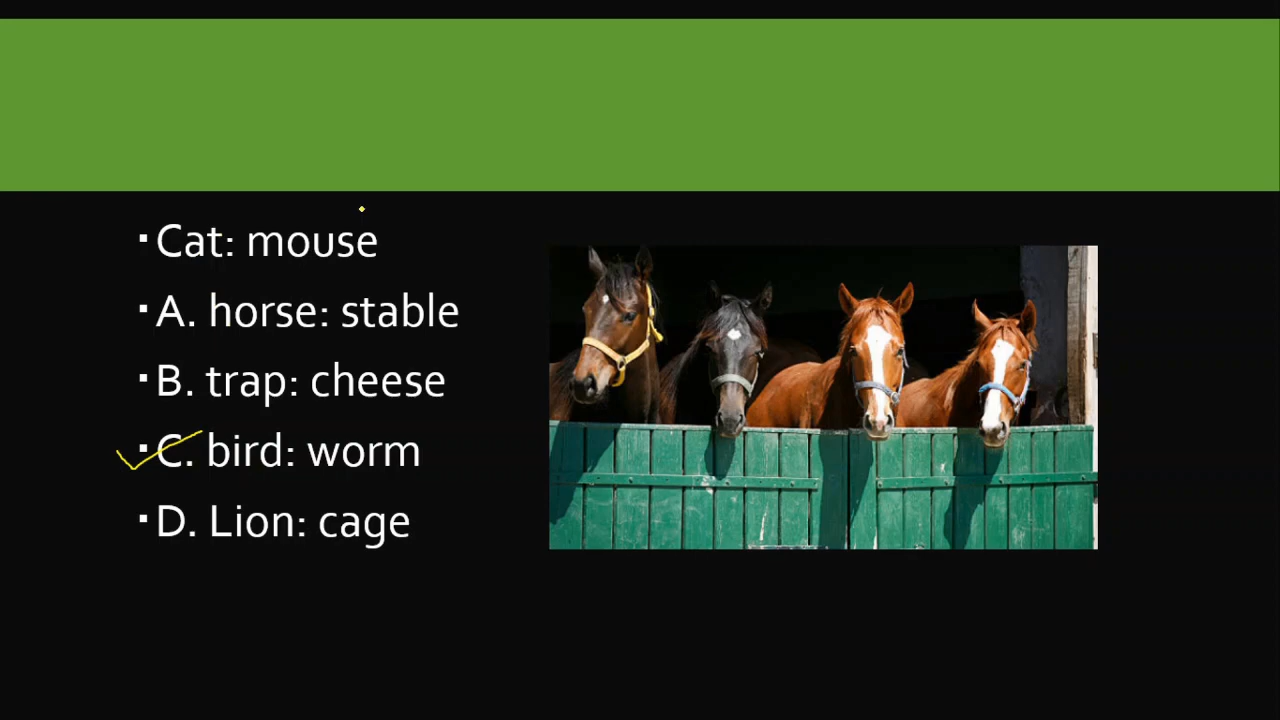 ▪Cat: mouse
▪A. horse: stable
▪B. trap: cheese
▪C. bird: worm
▪D. Lion: cage